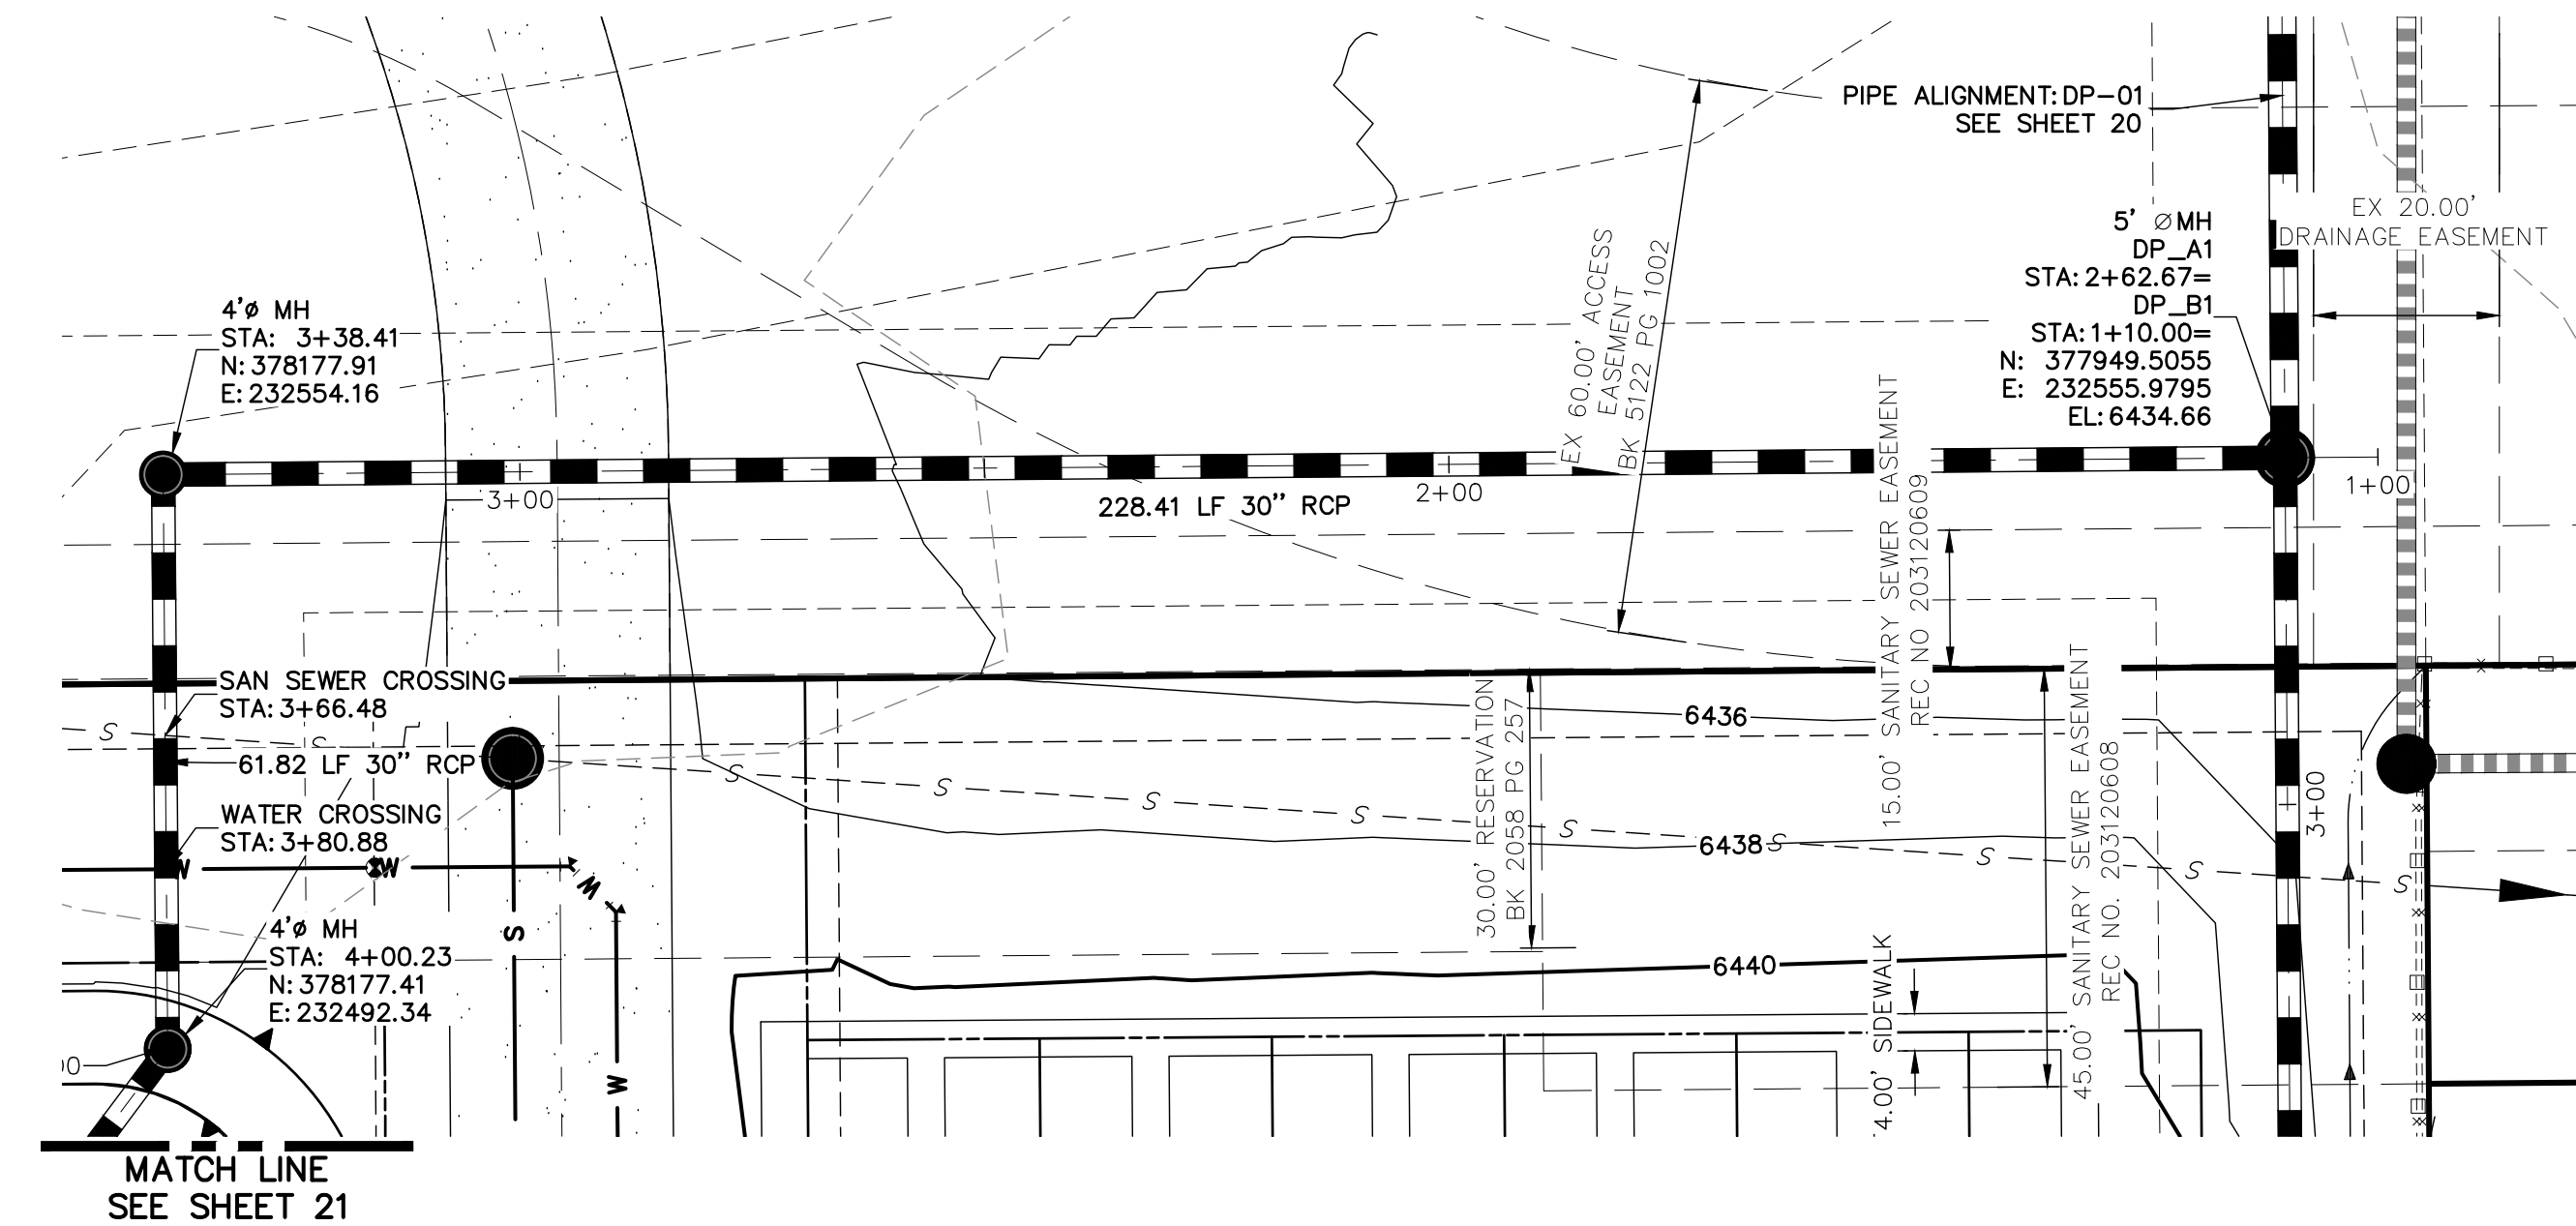 PIPE ALIGNMENT: DP-01
SEE SHEET 20
EX 20.00'
DRAINAGE EASEMENT
5' ∅MH
DP_A1
STA: 2+62.67=
DP_B1
STA: 1+10.00=
N: 377949.5055
E: 232555.9795
EL: 6434.66
4'ø MH
STA: 3+38.41
N: 378177.91
E: 232554.16
EX 60.00' ACCESS
EASEMENT
BK 5122 PG 1002
3+00
228.41 LF 30" RCP
2+00
1+00
15.00' SANITARY SEWER EASEMENT
REC NO 203120609
SAN SEWER CROSSING
STA: 3+66.48
S
S
61.82 LF 30" RCP
WATER CROSSING
STA: 3+80.88
W
W
W
S
W
4'ø MH
STA: 4+00.23
N: 378177.41
E: 232492.34
S
S
S
S
S
S
S
S
S
6436
6438
6440
30.00' RESERVATION
BK 2058 PG 257
45.00' SANITARY SEWER EASEMENT
REC NO. 203120608
3+00
4.00' SIDEWALK
MATCH LINE
SEE SHEET 21